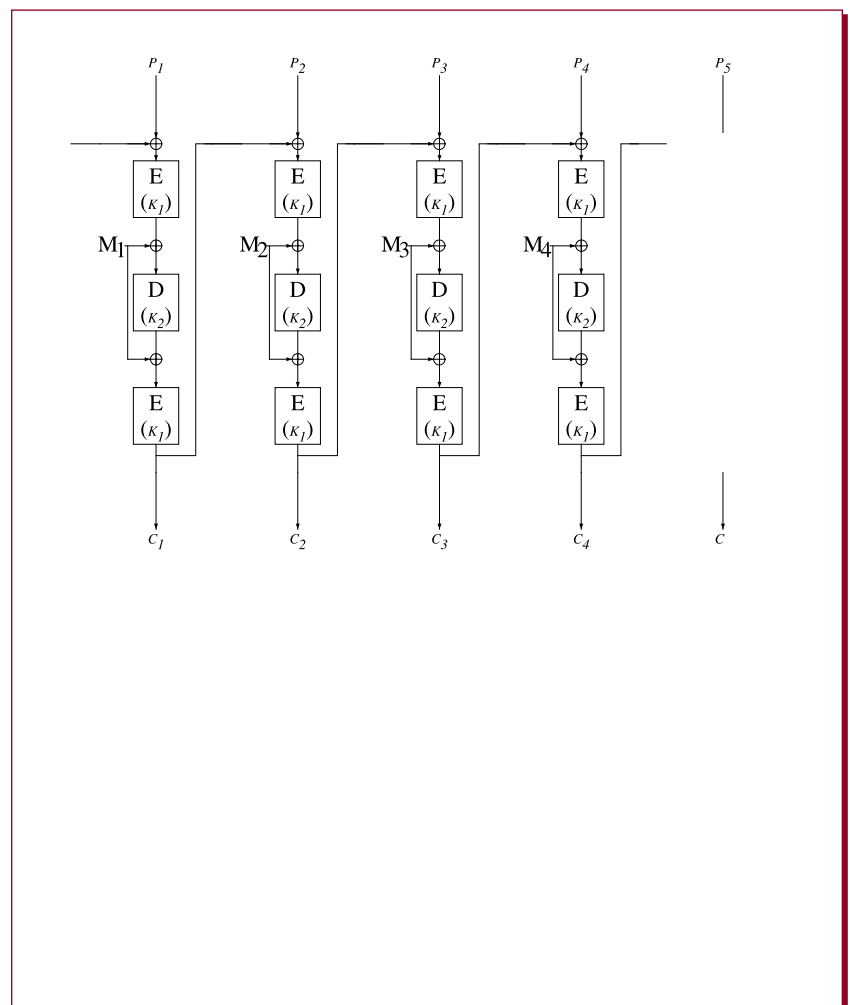 P1 P2 P3 P4 P5
E E E E
(K1) (K1) (K1) (K1)
M1 M2 M3 M4
D D D D
(K2) (K2) (K2) (K2)
E E E E
(K1) (K1) (K1) (K1)
C1 C2 C3 C4 C